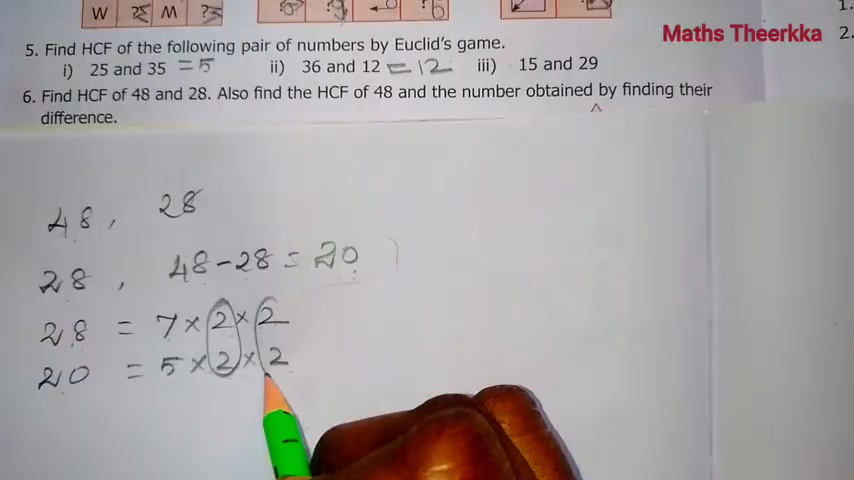 W M
1.
Maths Theerkka 2.
5. Find HCF of the following pair of numbers by Euclid's game.
i) 25 and 35 = 5 ii) 36 and 12 = 12 iii) 15 and 29
6. Find HCF of 48 and 28. Also find the HCF of 48 and the number obtained by finding their
difference.
48, 28
28, 48-28 = 20
28 = 7 × 2 × 2
20 = 5 × 2 × 2